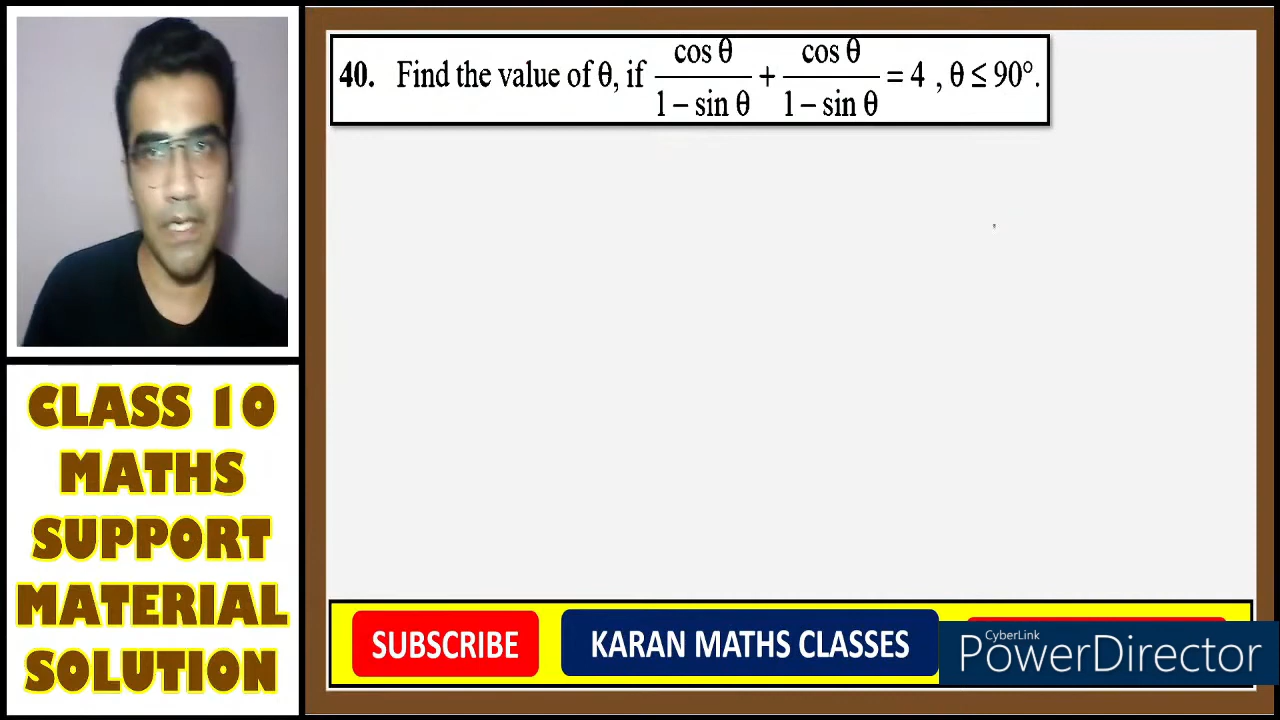 40. Find the value of θ, if cos θ / 1 – sin θ + cos θ / 1 – sin θ = 4 , θ ≤ 90°.
CLASS 10
MATHS
SUPPORT
MATERIAL
SOLUTION
SUBSCRIBE
KARAN MATHS CLASSES
CyberLink
PowerDirector